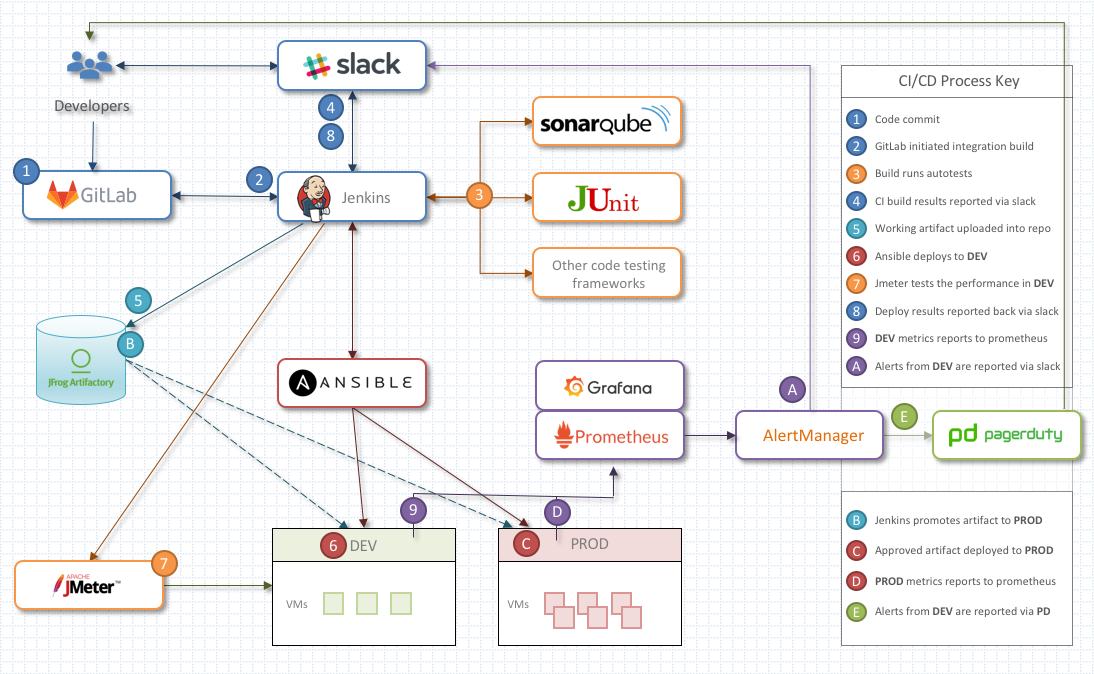 slack
CI/CD Process Key
Developers
4
8
sonarqube
1 Code commit
2 GitLab initiated integration build
3 Build runs autotests
4 CI build results reported via slack
5 Working artifact uploaded into repo
6 Ansible deploys to DEV
7 Jmeter tests the performance in DEV
8 Deploy results reported back via slack
9 DEV metrics reports to prometheus
A Alerts from DEV are reported via slack
1
GitLab
2
Jenkins
3
JUnit
Other code testing
frameworks
5
B
JFrog Artifactory
ANSIBLE
Grafana
Prometheus
A
AlertManager
E
pd pagerduty
9
D
6 DEV
C PROD
7
APACHE
JMeter™
VMs
VMs
B Jenkins promotes artifact to PROD
C Approved artifact deployed to PROD
D PROD metrics reports to prometheus
E Alerts from DEV are reported via PD